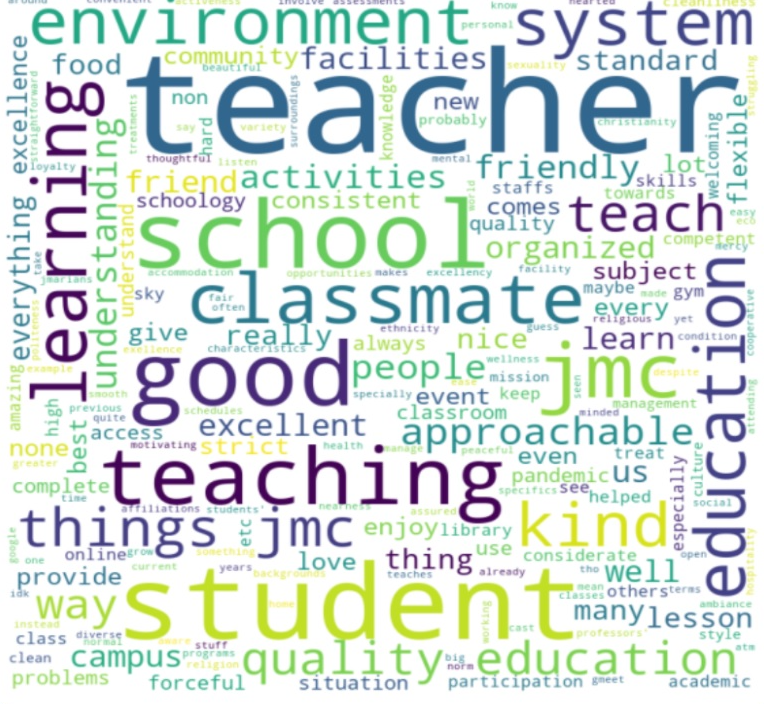 around convenient activeness involve assessments know hearted cleanliness
environment personal system
excellence food community facilities sexuality standard struggling
beautiful
teacher
straightforward learning understanding treatments non hard say variety surroundings knowledge new probably christianity welcoming flexible
loyalty thoughtful listen mental friendly lot
friend activities staffs skills
understand schoology consistent world comes towards teach easy
school quality organized competent eco mercy
everything jmarians take accommodation opportunities makes excellency facility subject
politeness sky classmate fair often maybe made gym education cooperative
every religious yet
give really ethnicity guess learn condition
exellence characteristics always nice
amazing example good people wellness mission jmc seen despite
smooth specially ease event keep management attending
high previous schedules classroom minded
best quite access excellent approachable culture
none motivating strict health manage peaceful even treat
greater complete teaching specifics pandemic us especially
time see helped social
affiliations students' hearness assured
things jmc etc enjoy library kind
google online grow something love thing use considerate open hospitality
one current years teaches already tho well
provide backgrounds mean others terms
idk way student home working classes many lesson ambiance
instead cast professors'
class diverse normal aware stuff style atm
clean campus programs quality big education
religion norm
problems forceful situation participation gmeet academic